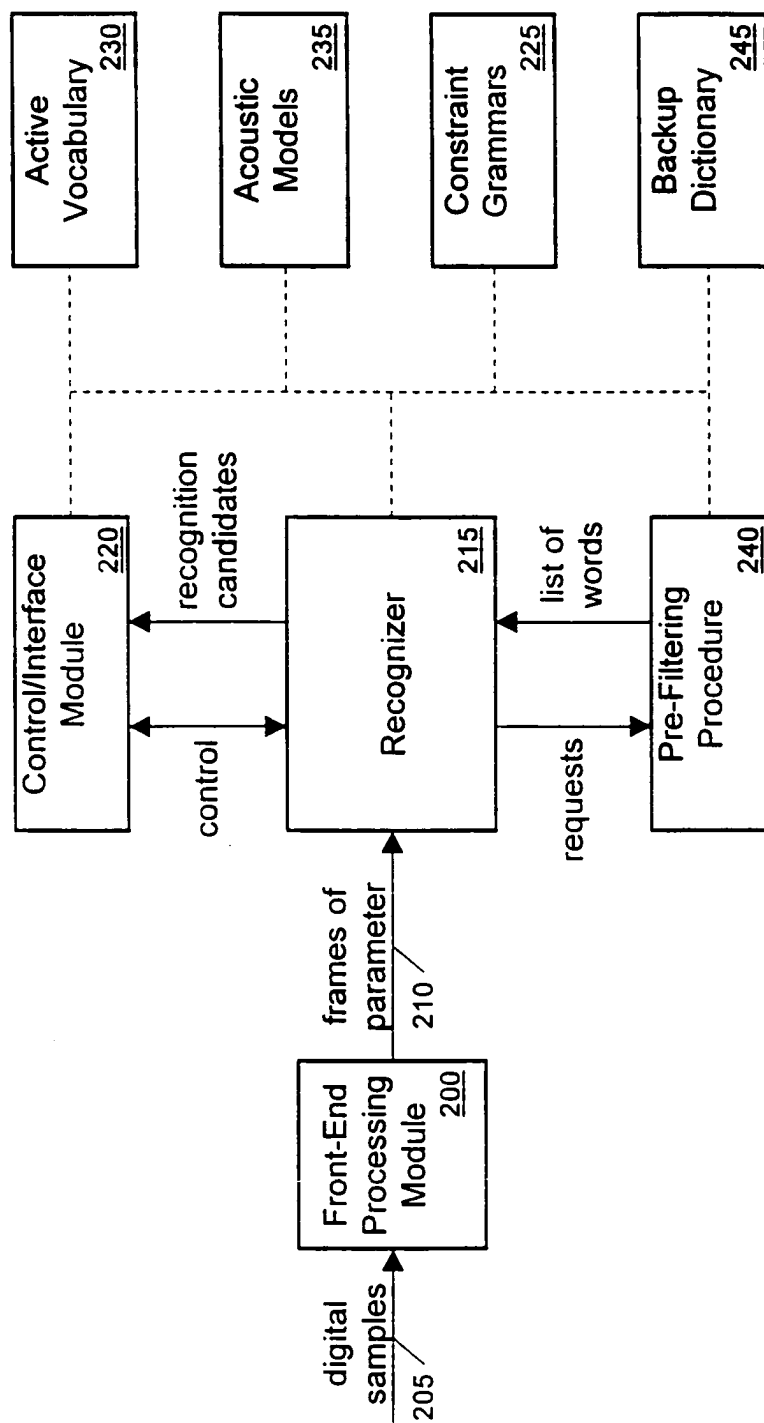 digital
samples
205
Front-End
Processing
Module
200
frames of
parameter
210
Control/Interface
Module
220
control
recognition
candidates
Recognizer
215
requests
list of
words
Pre-Filtering
Procedure
240
Active
Vocabulary
230
Acoustic
Models
235
Constraint
Grammars
225
Backup
Dictionary
245